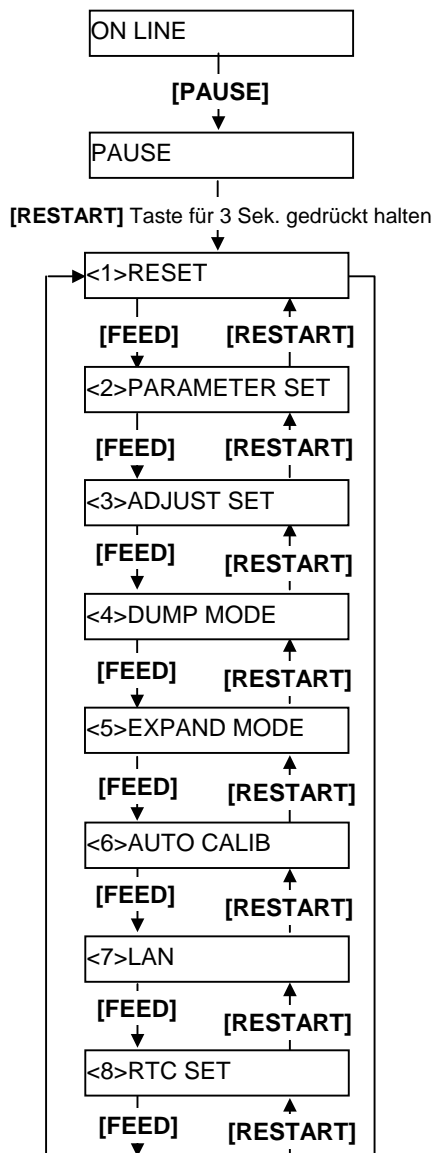 ON LINE
[PAUSE]
PAUSE
[RESTART] Taste für 3 Sek. gedrückt halten
<1>RESET
[FEED] [RESTART]
<2>PARAMETER SET
[FEED] [RESTART]
<3>ADJUST SET
[FEED] [RESTART]
<4>DUMP MODE
[FEED] [RESTART]
<5>EXPAND MODE
[FEED] [RESTART]
<6>AUTO CALIB
[FEED] [RESTART]
<7>LAN
[FEED] [RESTART]
<8>RTC SET
[FEED] [RESTART]